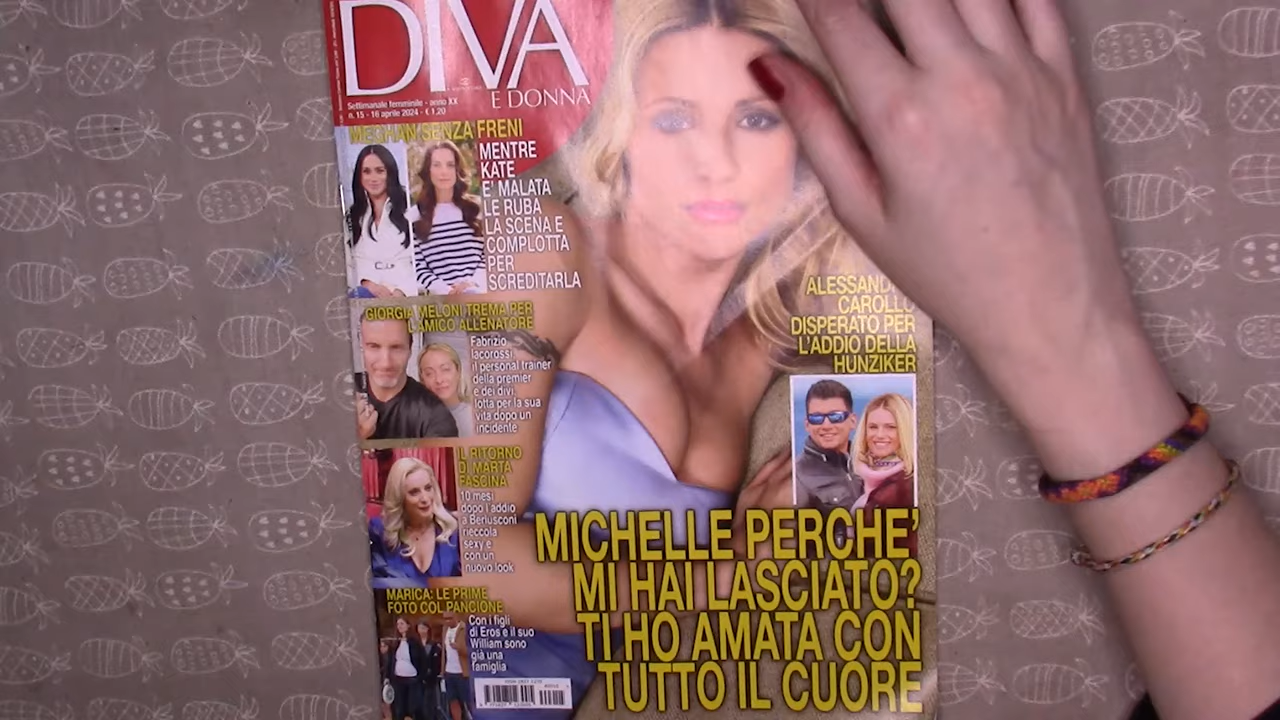 DIVA
E DONNA
Settimanale femminile - anno XX
n. 15 - 16 aprile 2024 - € 1,20
MEGHAN SENZA FRENI
MENTRE
KATE
E' MALATA
LE RUBA
LA SCENA E
COMPLOTTA
PER
SCREDITARLA
GIORGIA MELONI TREMA PER
L'AMICO ALLENATORE
Fabrizio
Iacorossi
il personal trainer
della premier
e dei divi
lotta per la sua
vita dopo un
incidente
IL RITORNO
DI MARTA
FASCINA
10 mesi
dopo l'addio
a Berlusconi
rieccola
sexy e
con un
nuovo look
MARICA: LE PRIME
FOTO COL PANCIONE
Con i figli
di Eros e il suo
William sono
già una
famiglia
CAROLLO
DISPERATO PER
L'ADDIO DELLA
HUNZIKER
MICHELLE PERCHE'
MI HAI LASCIATO?
TI HO AMATA CON
TUTTO IL CUORE